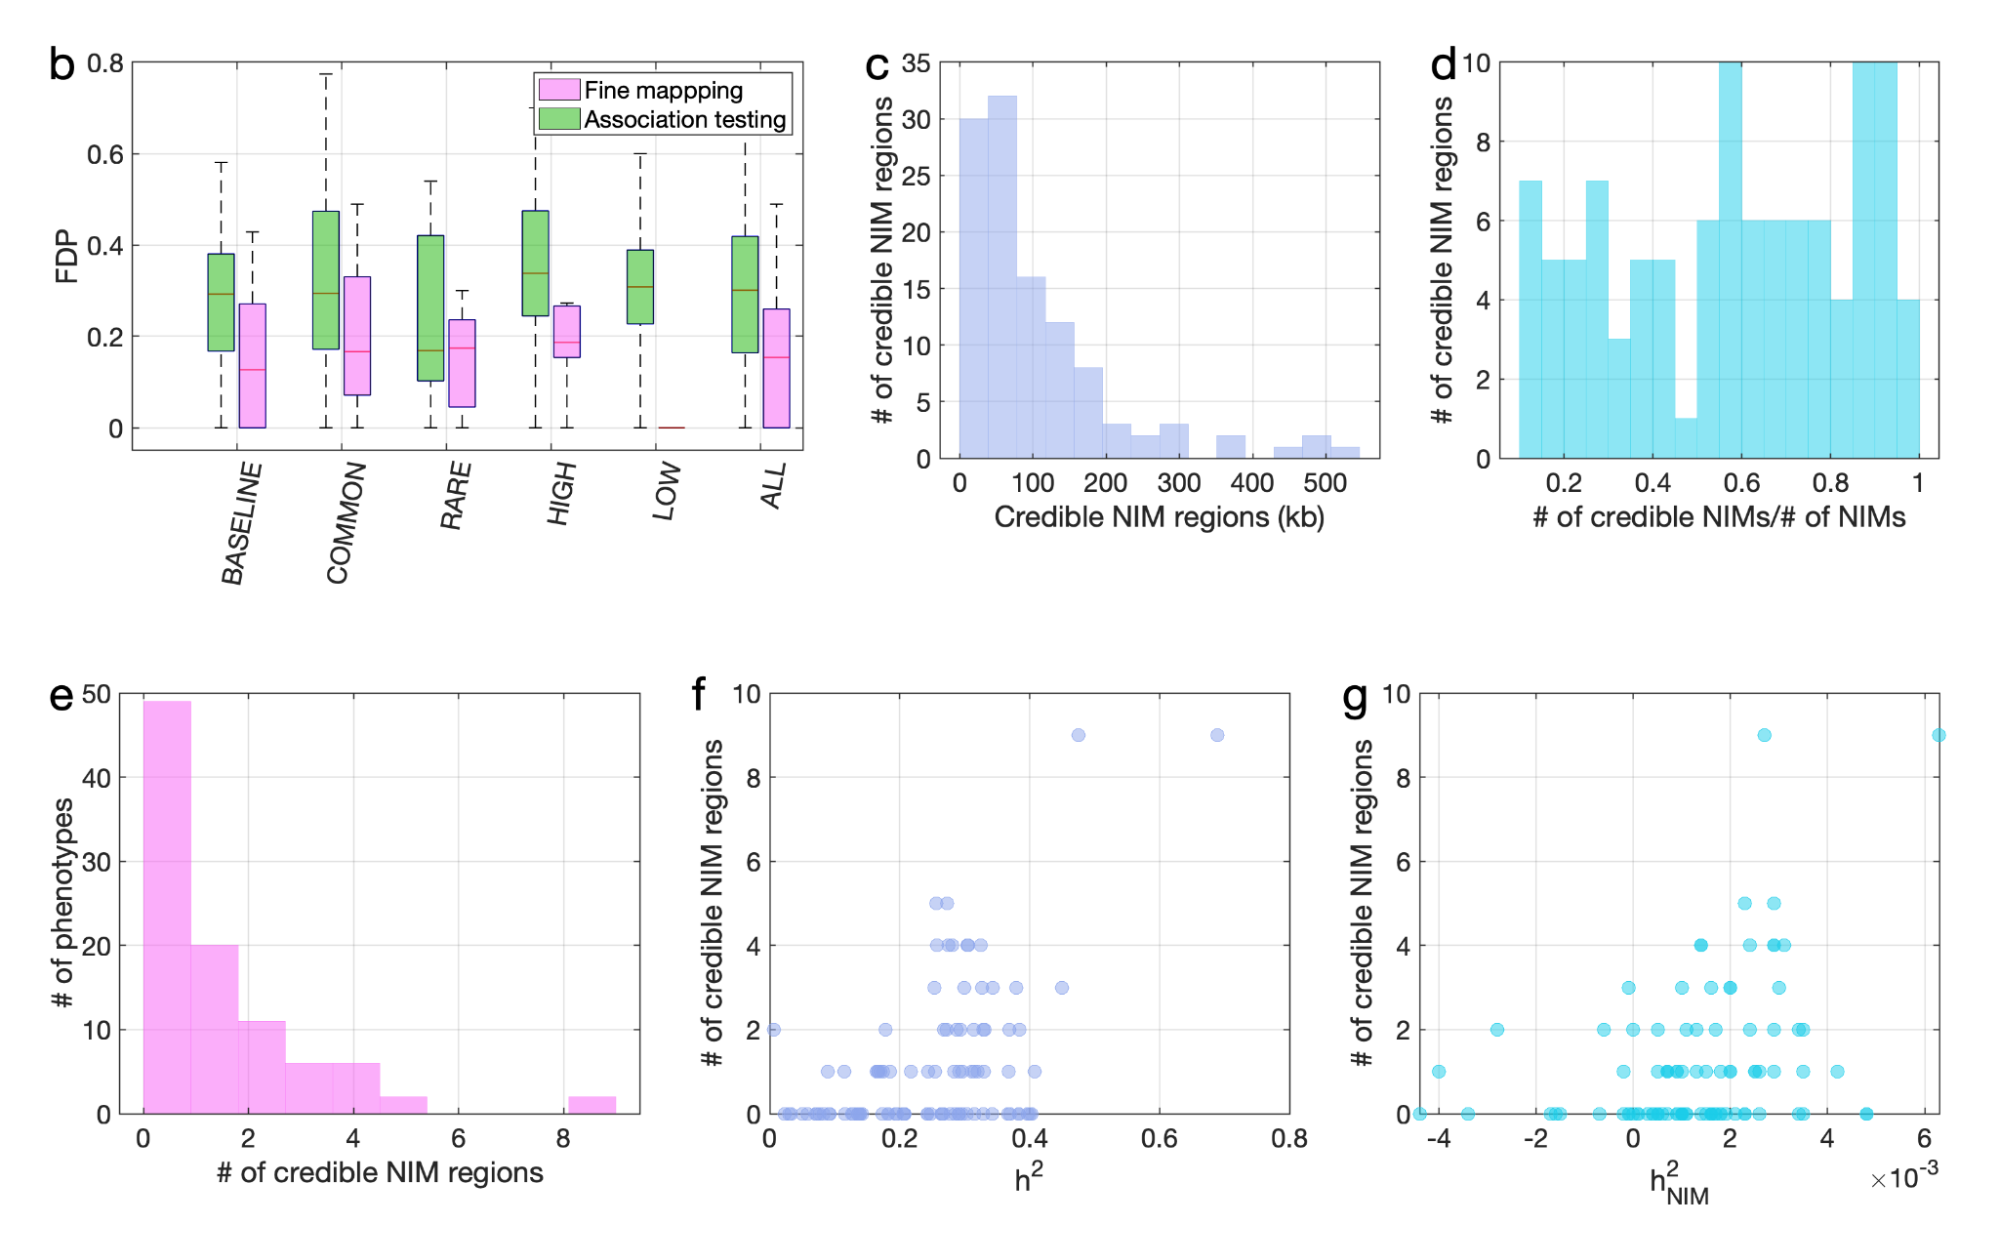 b
0.8
0.6
0.4
0.2
0
FDP
Fine mappping
Association testing
BASELINE
COMMON
RARE
HIGH
LOW
ALL
c
35
30
25
20
15
10
5
0
# of credible NIM regions
0 100 200 300 400 500
Credible NIM regions (kb)
d
10
8
6
4
2
0
# of credible NIM regions
0.2 0.4 0.6 0.8 1
# of credible NIMs/# of NIMs
e
50
40
30
20
10
0
# of phenotypes
0 2 4 6 8
# of credible NIM regions
f
10
8
6
4
2
0
# of credible NIM regions
0 0.2 0.4 0.6 0.8
h²
g
10
8
6
4
2
0
# of credible NIM regions
-4 -2 0 2 4 6
×10⁻³
h²NIM